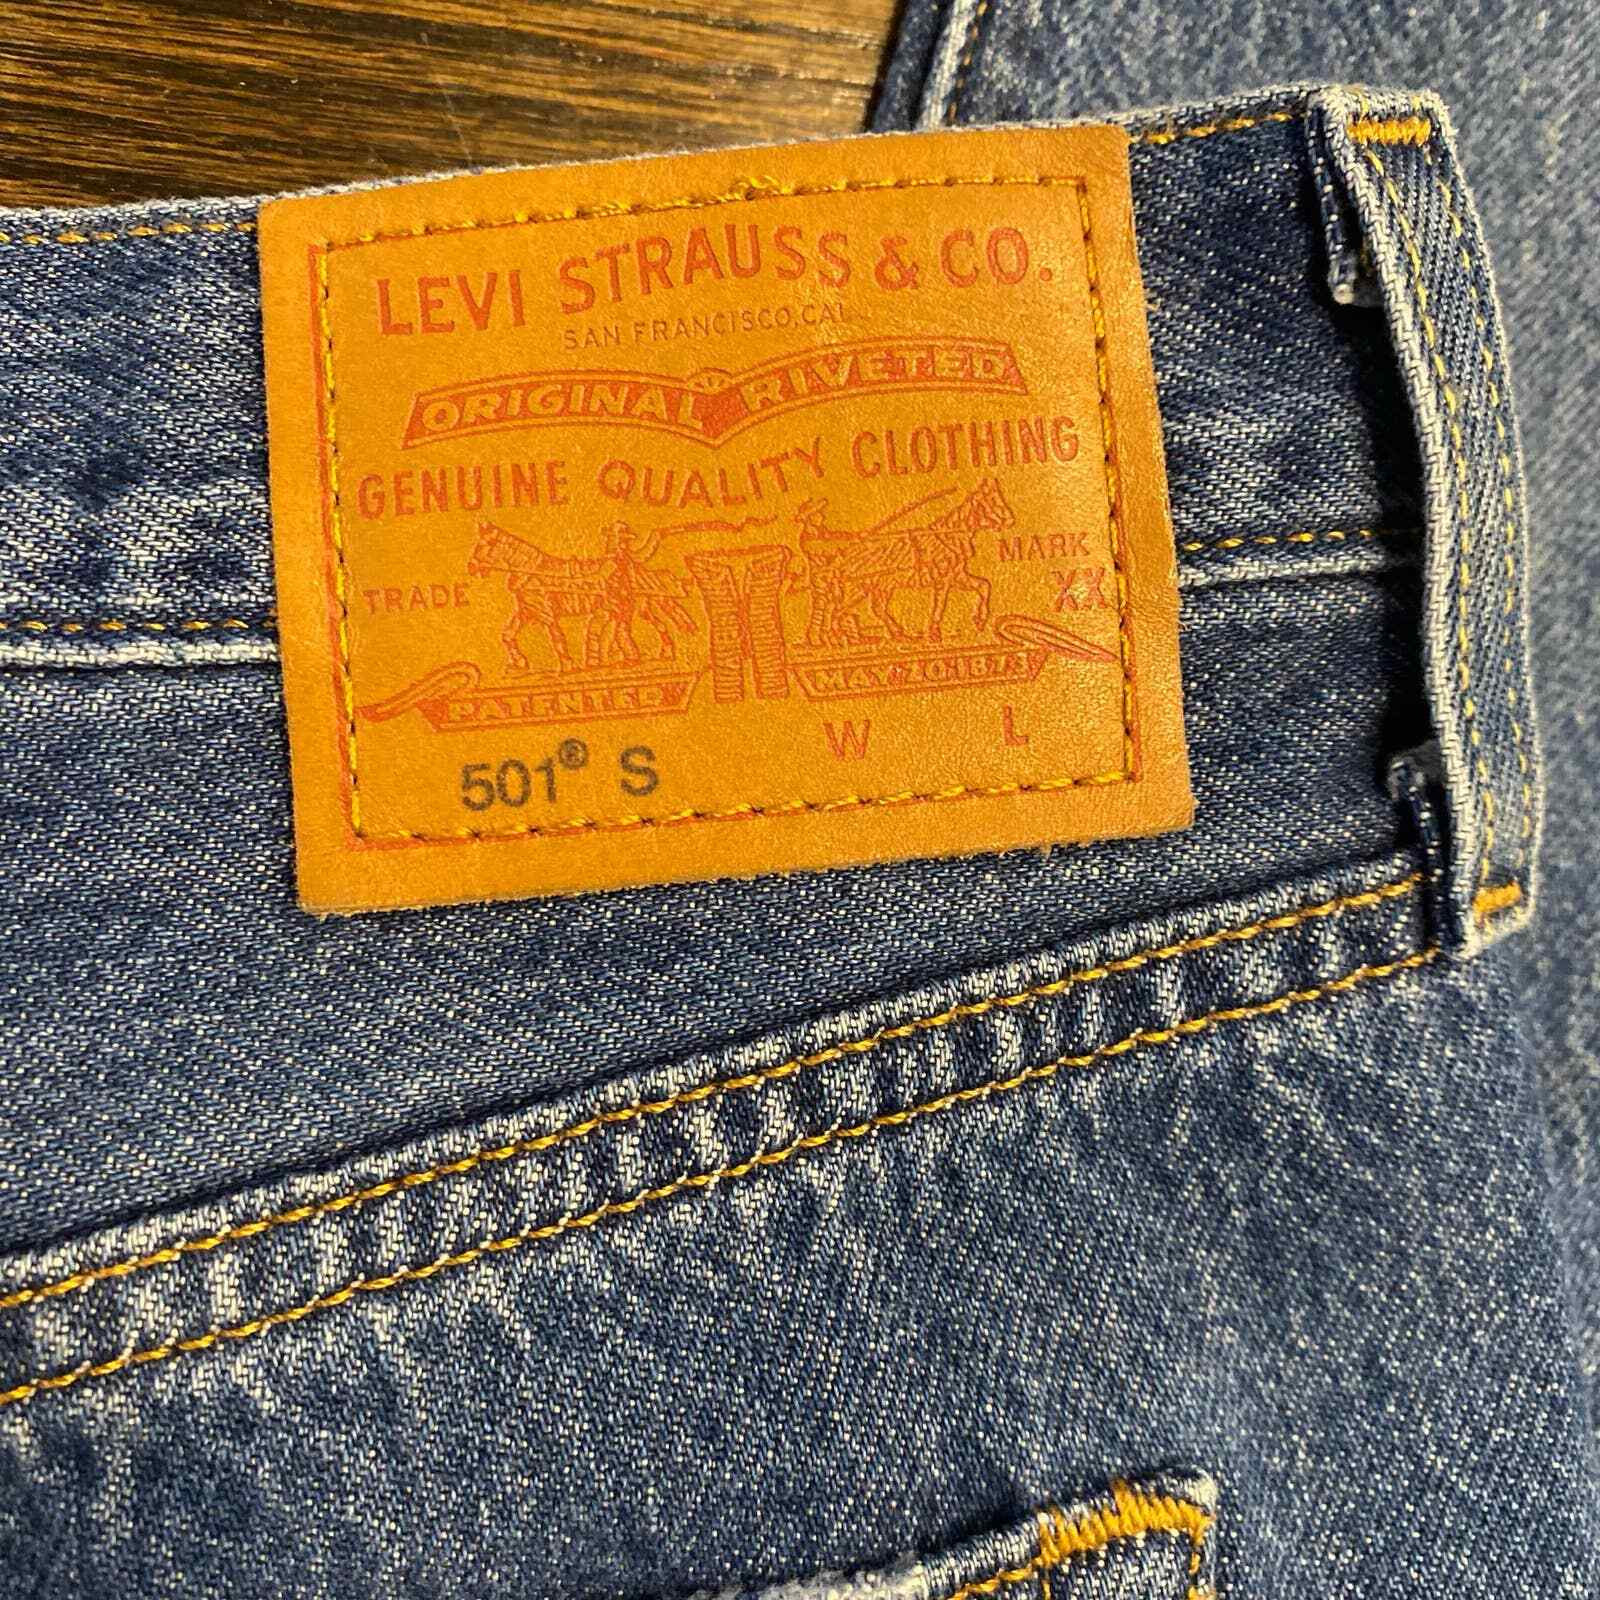 LEVI STRAUSS & CO.
SAN FRANCISCO, CAL.
ORIGINAL RIVETED
GENUINE QUALITY CLOTHING
TRADE MARK
XX
PATENTED MAY 20 1873
W L
501® S